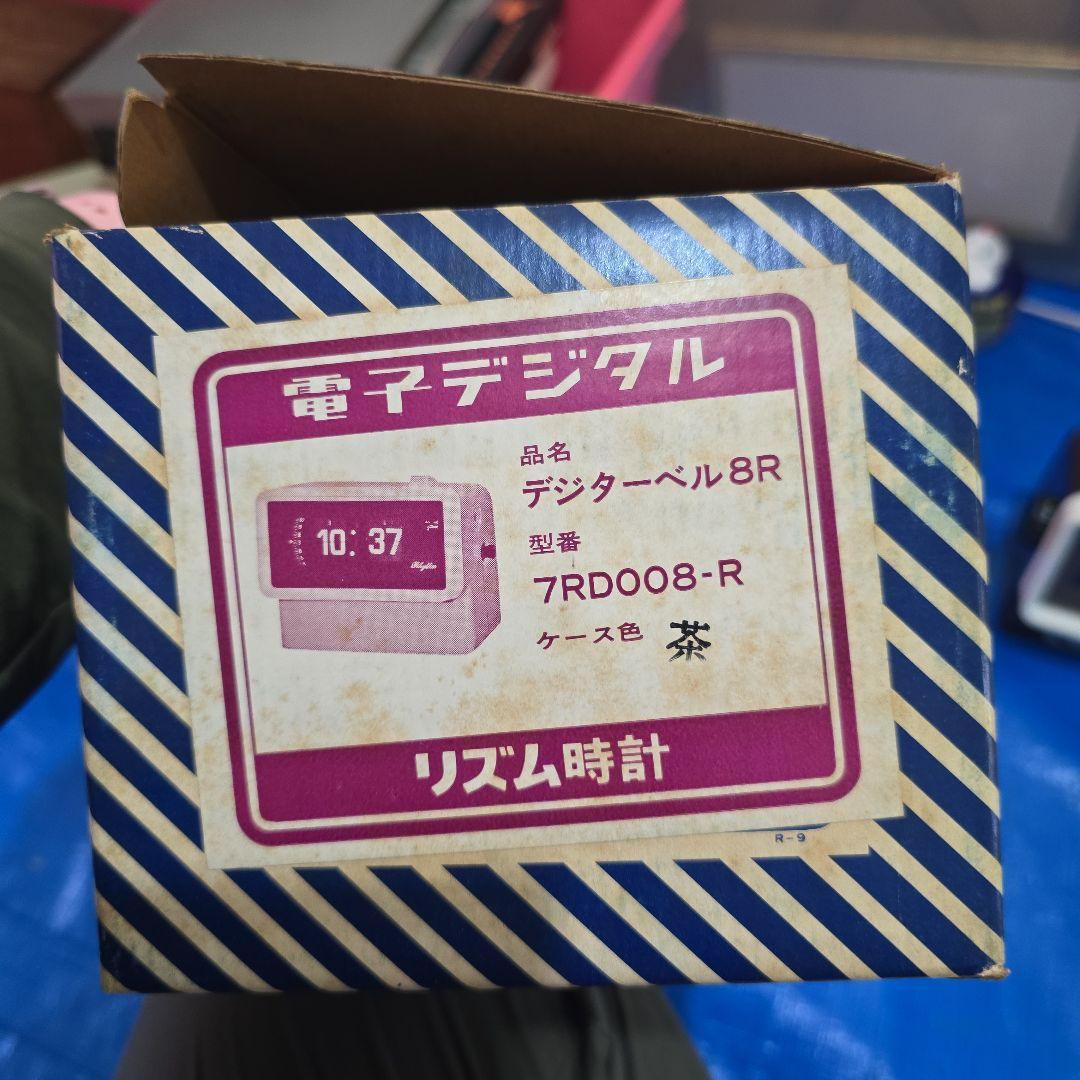 電子デジタル
品名
デジターベル8R
10:37
Rhythm
型番
7RD008-R
ケース色 茶
リズム時計
R-9